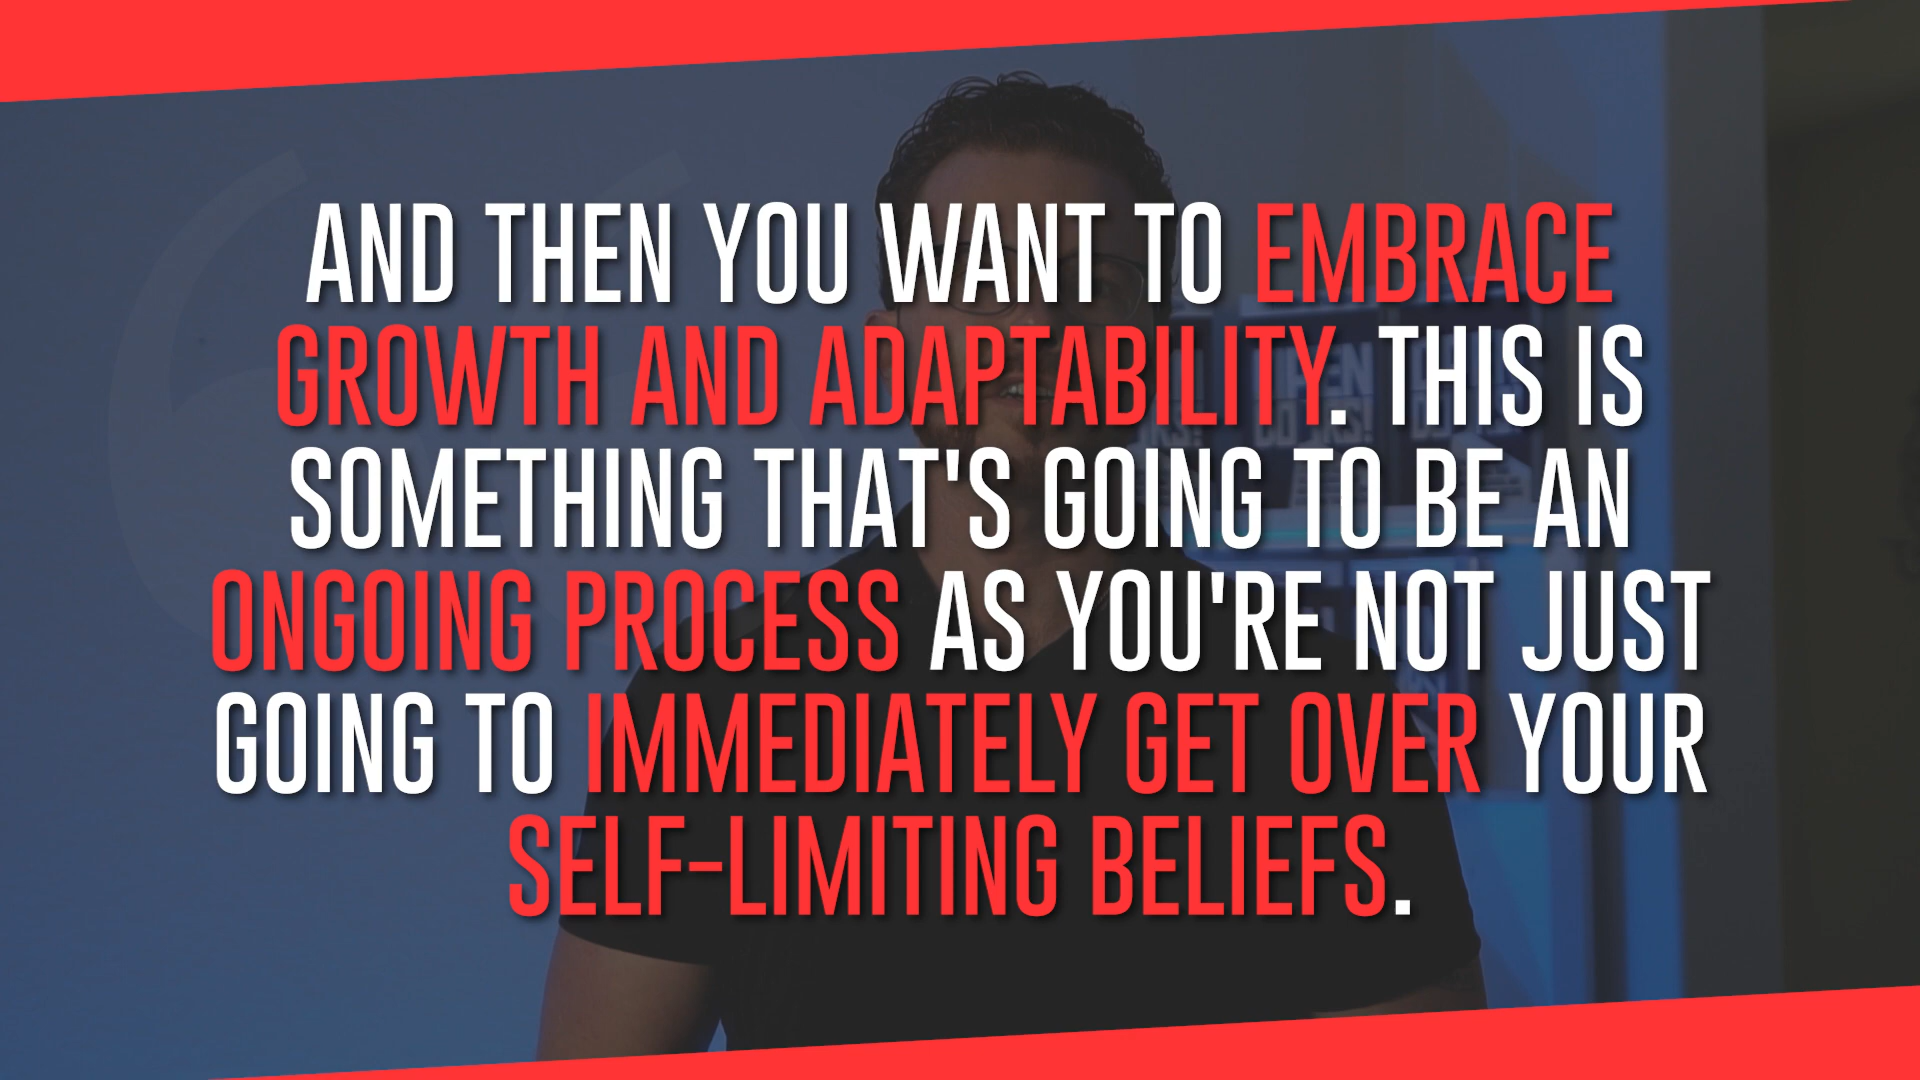 AND THEN YOU WANT TO EMBRACE
GROWTH AND ADAPTABILITY. THIS IS
SOMETHING THAT'S GOING TO BE AN
ONGOING PROCESS AS YOU'RE NOT JUST
GOING TO IMMEDIATELY GET OVER YOUR
SELF-LIMITING BELIEFS.